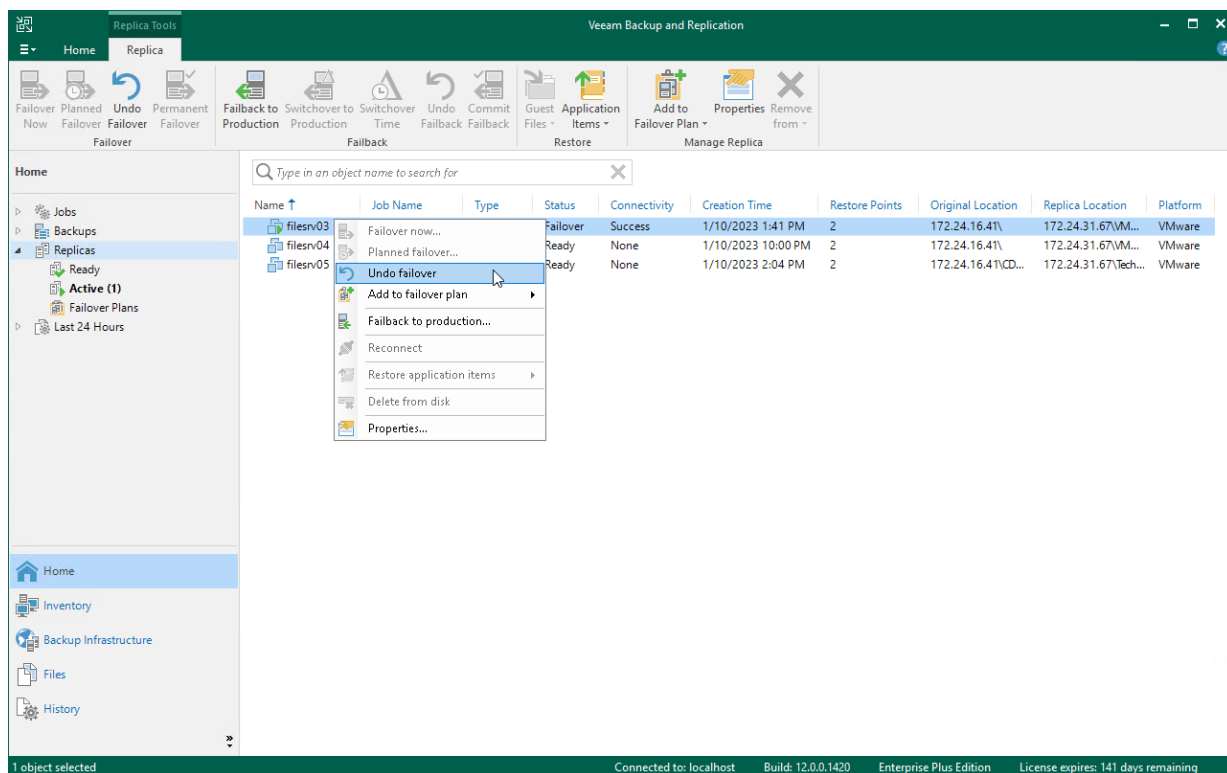 Replica Tools
Veeam Backup and Replication
Home
Replica
Failover Now
Planned Failover
Undo Failover
Permanent Failover
Failback to Production
Switchover to Production
Switchover Time
Undo Failback
Commit Failback
Guest Files
Application Items
Add to Failover Plan
Properties
Remove from
Failover
Failback
Restore
Manage Replica
Home
Type in an object name to search for
Jobs
Backups
Replicas
Ready
Active (1)
Failover Plans
Last 24 Hours
Name Job Name Type Status Connectivity Creation Time Restore Points Original Location Replica Location Platform
filesrv03 Failover Success 1/10/2023 1:41 PM 2 172.24.16.41\ 172.24.31.67\VM... VMware
filesrv04 Ready None 1/10/2023 10:00 PM 2 172.24.16.41\ 172.24.31.67\VM... VMware
filesrv05 Ready None 1/10/2023 2:04 PM 2 172.24.16.41\CD... 172.24.31.67\Tech... VMware
Failover now...
Planned failover...
Undo failover
Add to failover plan
Failback to production...
Reconnect
Restore application items
Delete from disk
Properties...
Home
Inventory
Backup Infrastructure
Files
History
1 object selected
Connected to: localhost
Build: 12.0.0.1420
Enterprise Plus Edition
License expires: 141 days remaining